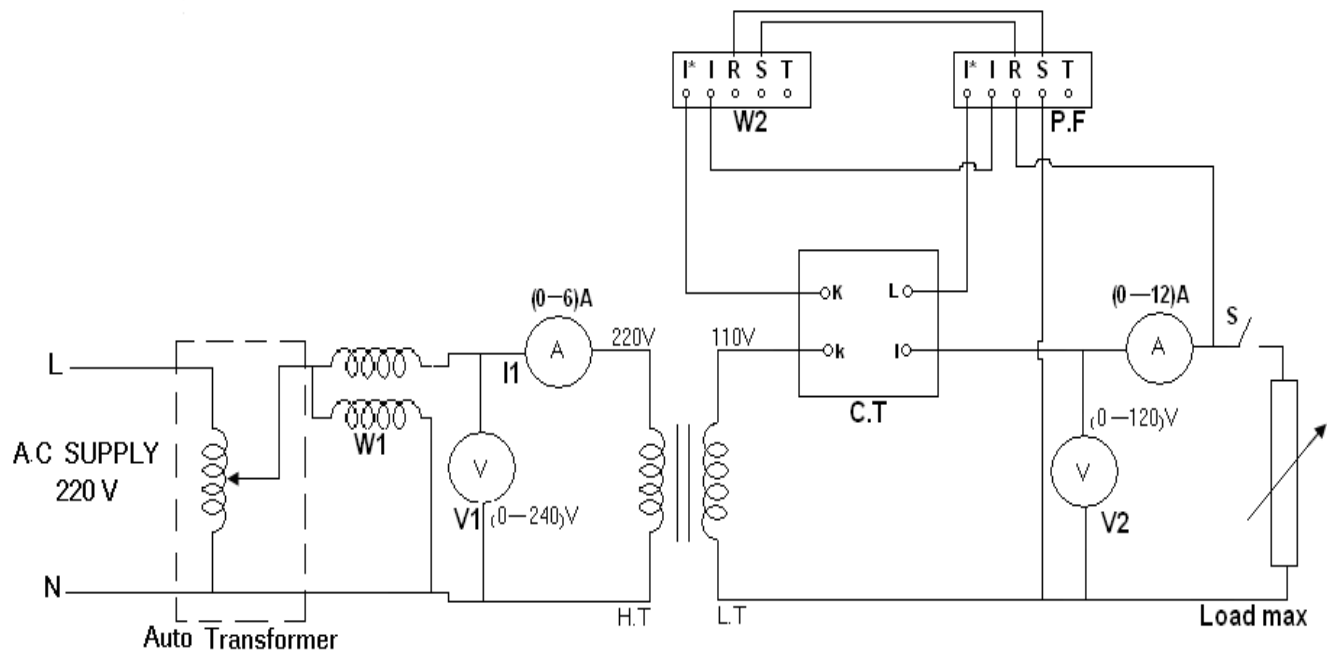 I* I R S T
W2
I* I R S T
P.F
(0—6)A
A
I1
220V
110V
K L
k l
C.T
(0—12)A
A
S
L
A.C SUPPLY
220 V
N
W1
V
V1
(0—240)V
(0—120)V
V
V2
H.T
L.T
Load max
Auto Transformer